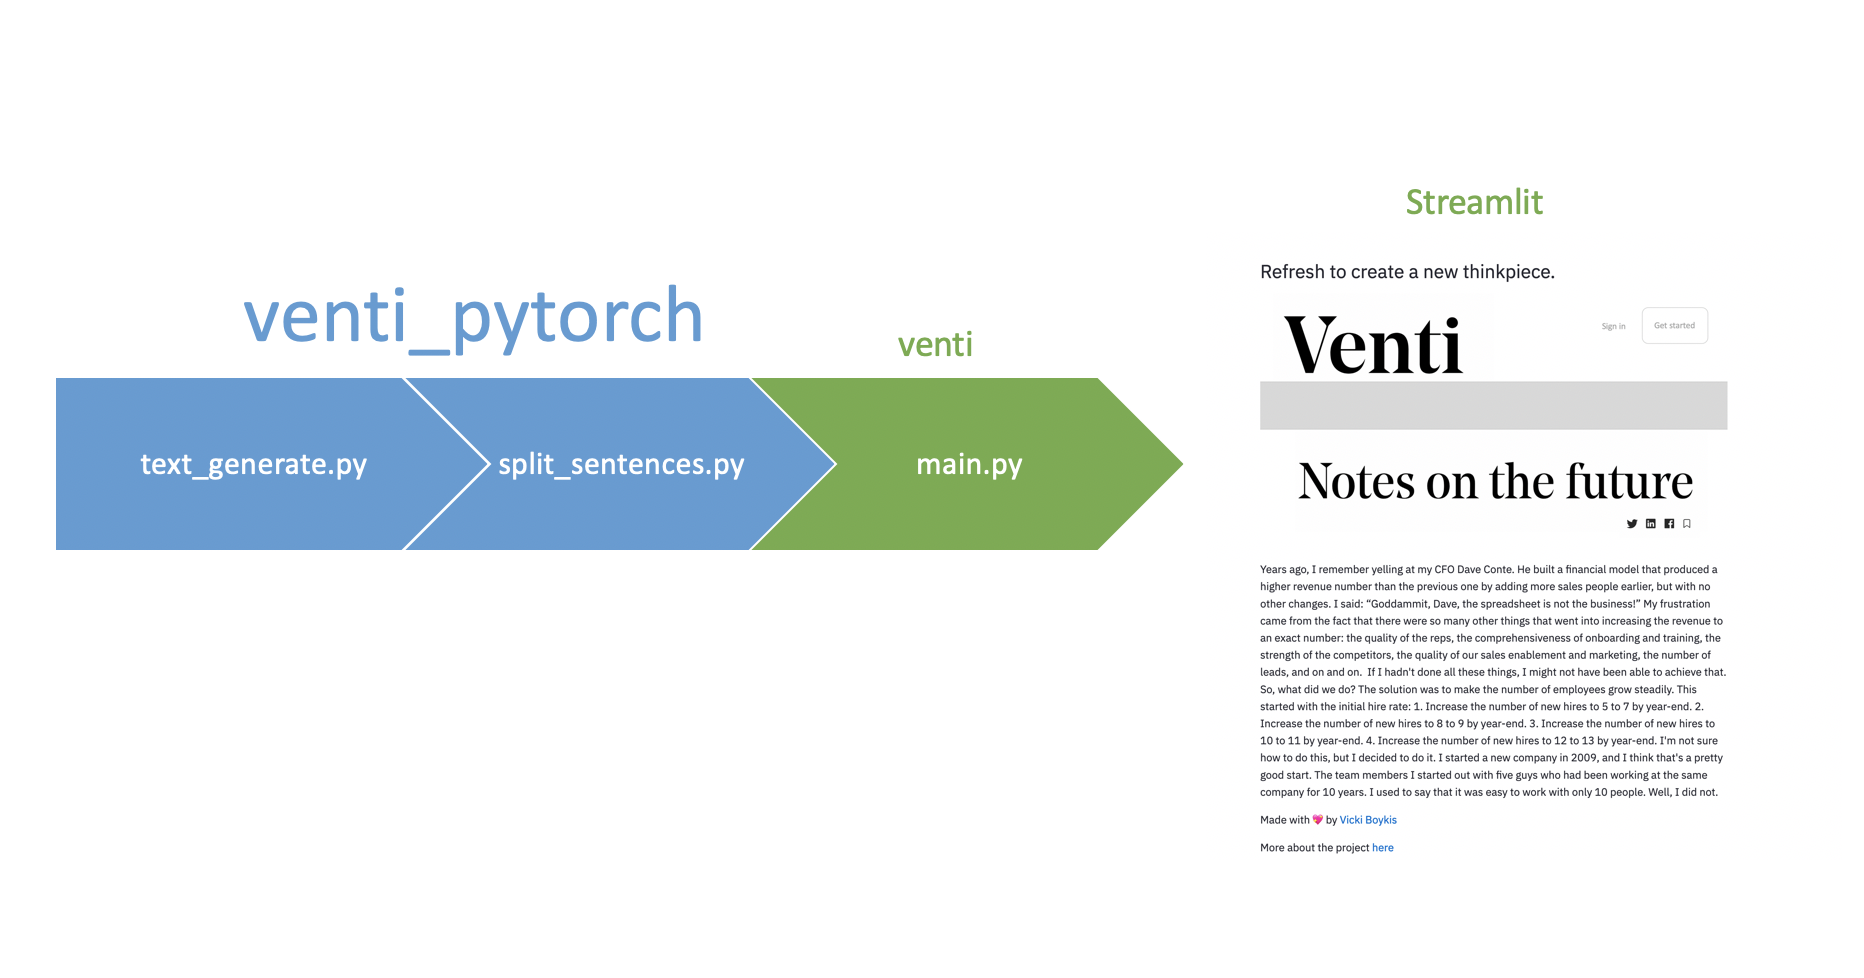 venti_pytorch
venti
text_generate.py
split_sentences.py
main.py
Streamlit
Refresh to create a new thinkpiece.
Venti
Sign in
Get started
Notes on the future
Years ago, I remember yelling at my CFO Dave Conte. He built a financial model that produced a
higher revenue number than the previous one by adding more sales people earlier, but with no
other changes. I said: “Goddammit, Dave, the spreadsheet is not the business!” My frustration
came from the fact that there were so many other things that went into increasing the revenue to
an exact number: the quality of the reps, the comprehensiveness of onboarding and training, the
strength of the competitors, the quality of our sales enablement and marketing, the number of
leads, and on and on.  If I hadn't done all these things, I might not have been able to achieve that.
So, what did we do? The solution was to make the number of employees grow steadily. This
started with the initial hire rate: 1. Increase the number of new hires to 5 to 7 by year-end. 2.
Increase the number of new hires to 8 to 9 by year-end. 3. Increase the number of new hires to
10 to 11 by year-end. 4. Increase the number of new hires to 12 to 13 by year-end. I'm not sure
how to do this, but I decided to do it. I started a new company in 2009, and I think that's a pretty
good start. The team members I started out with five guys who had been working at the same
company for 10 years. I used to say that it was easy to work with only 10 people. Well, I did not.
Made with 💖 by Vicki Boykis
More about the project here